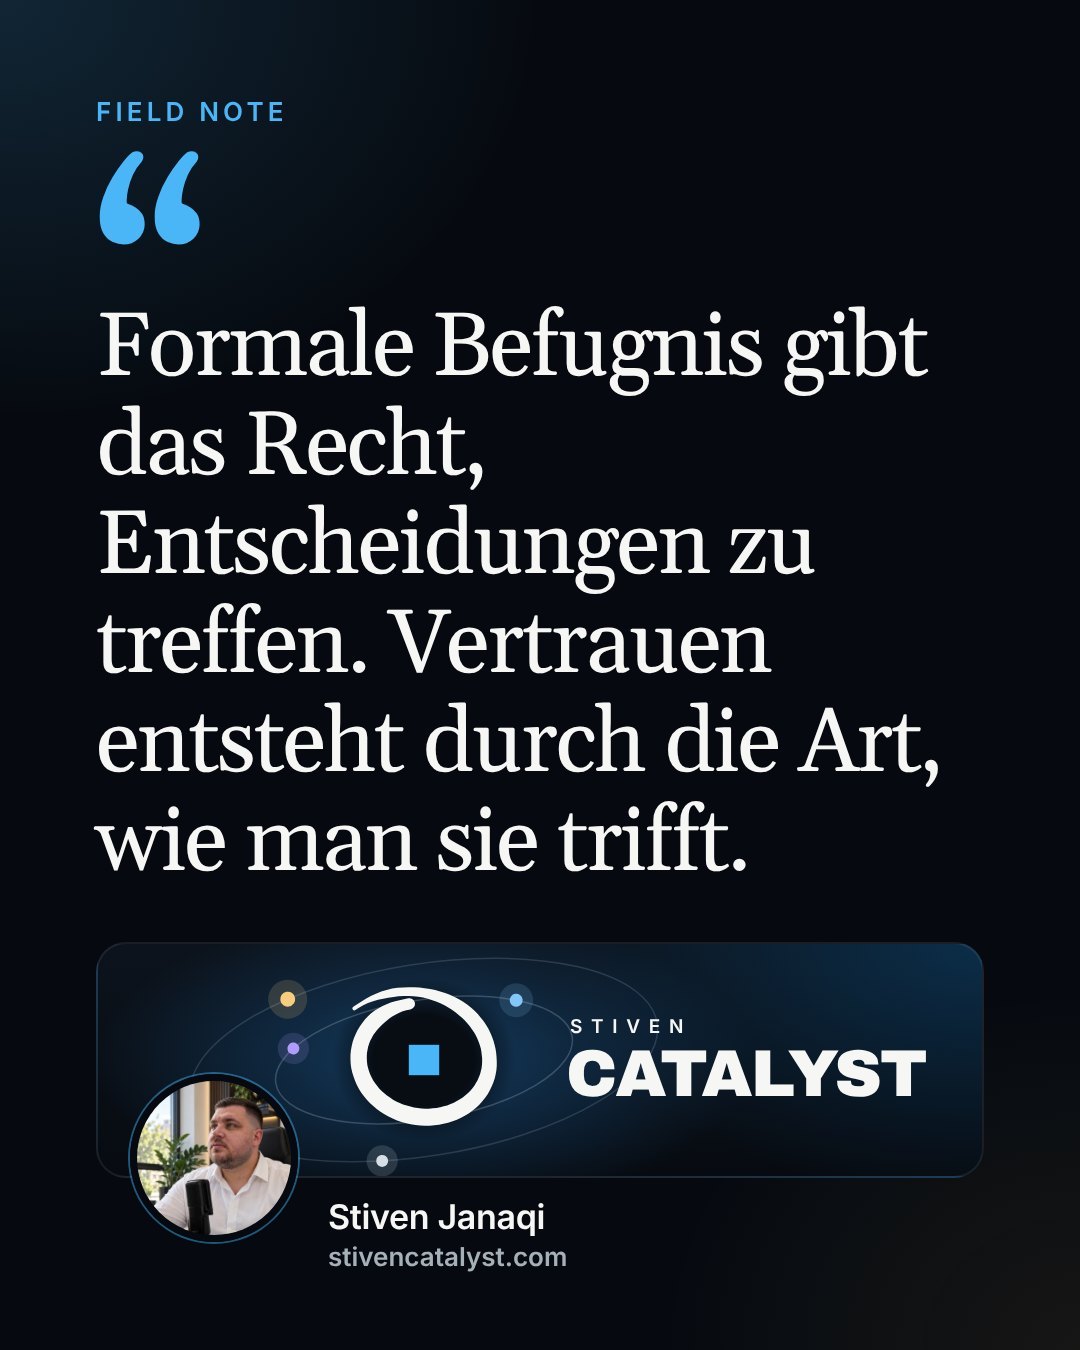 FIELD NOTE
“
Formale Befugnis gibt
das Recht,
Entscheidungen zu
treffen. Vertrauen
entsteht durch die Art,
wie man sie trifft.
STIVEN
CATALYST
Stiven Janaqi
stivencatalyst.com